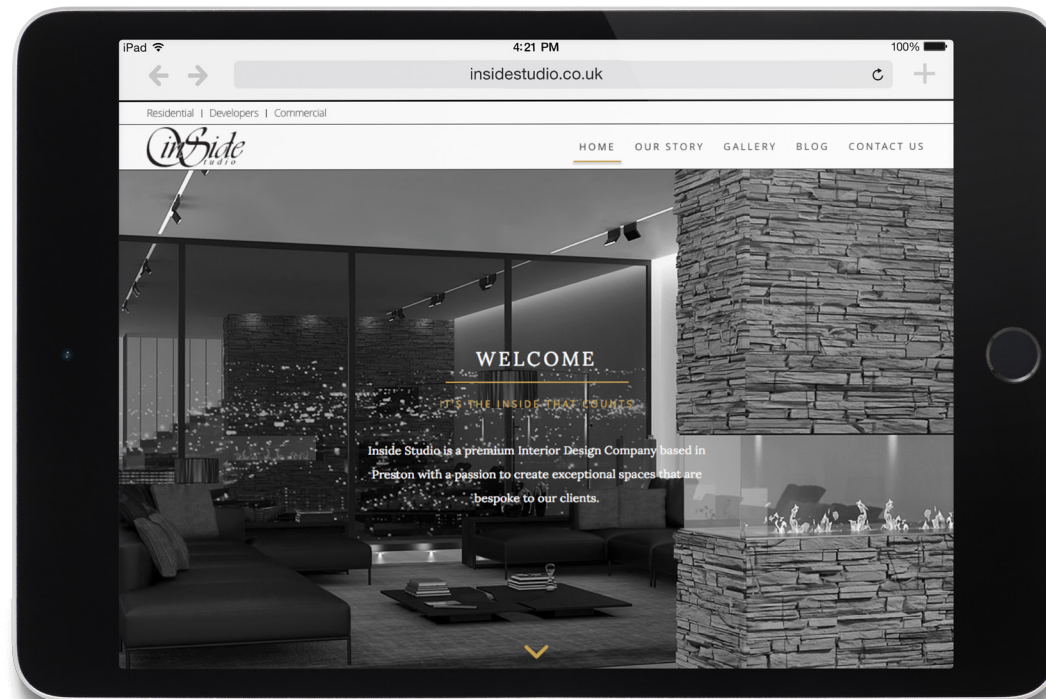 iPad 4:21 PM 100%
insidestudio.co.uk
Residential | Developers | Commercial
inSide
studio
HOME OUR STORY GALLERY BLOG CONTACT US
WELCOME
IT'S THE INSIDE THAT COUNTS
Inside Studio is a premium Interior Design Company based in
Preston with a passion to create exceptional spaces that are
bespoke to our clients.